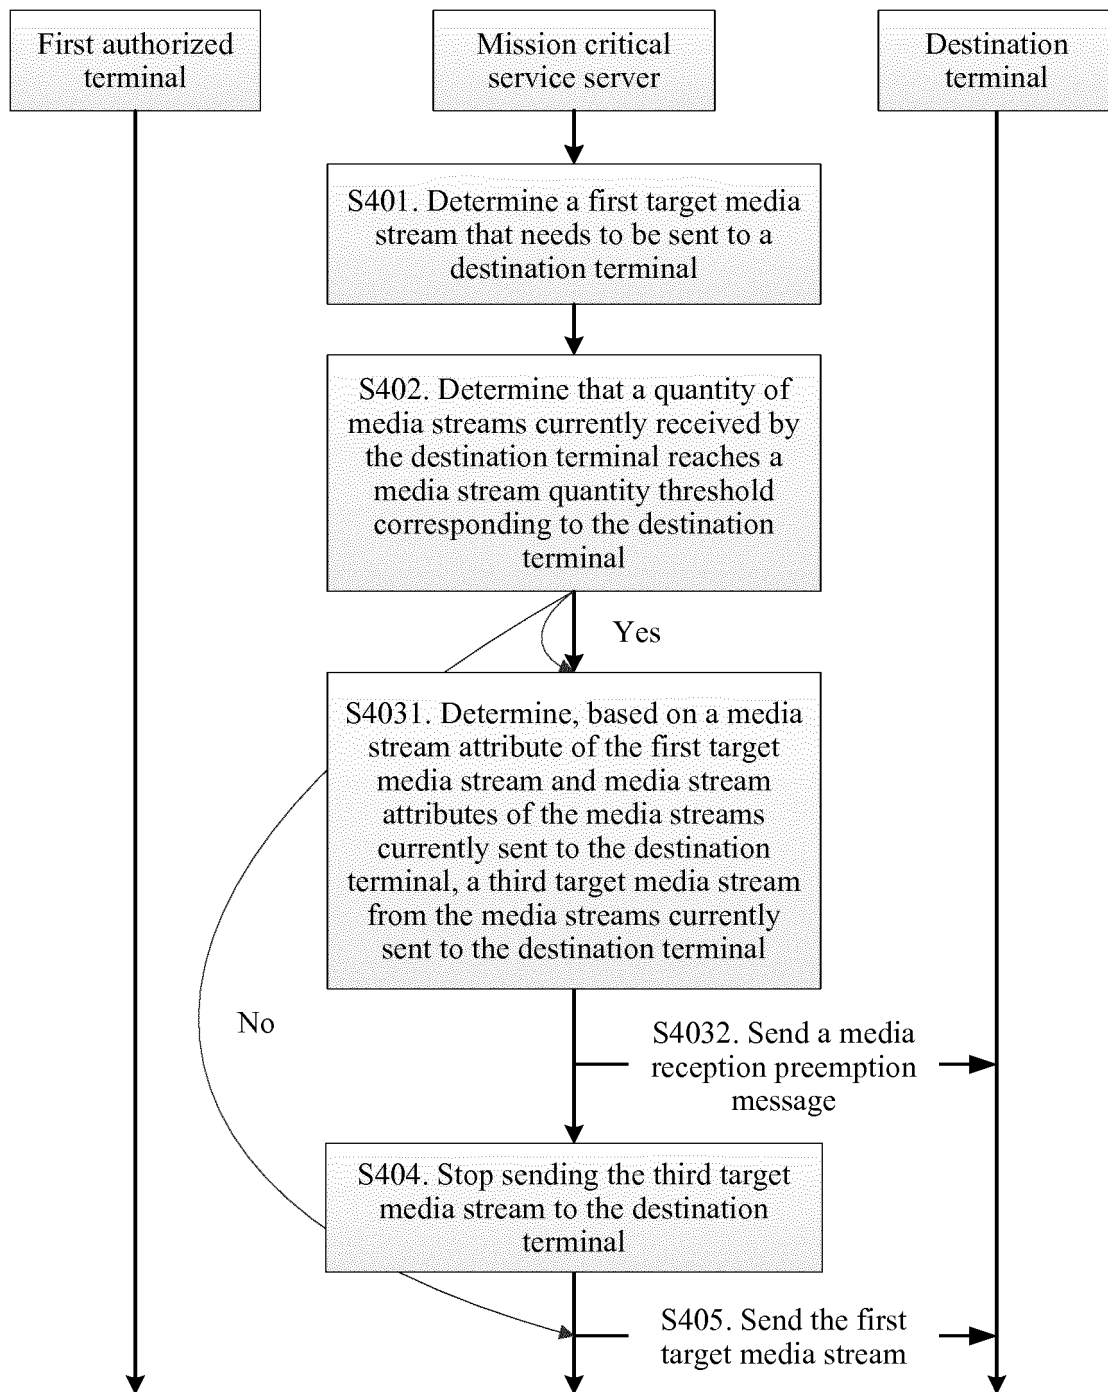 First authorized
terminal
Mission critical
service server
Destination
terminal
S401. Determine a first target media
stream that needs to be sent to a
destination terminal
S402. Determine that a quantity of
media streams currently received by
the destination terminal reaches a
media stream quantity threshold
corresponding to the destination
terminal
Yes
S4031. Determine, based on a media
stream attribute of the first target
media stream and media stream
attributes of the media streams
currently sent to the destination
terminal, a third target media stream
from the media streams currently
sent to the destination terminal
No
S4032. Send a media
reception preemption
message
S404. Stop sending the third target
media stream to the destination
terminal
S405. Send the first
target media stream